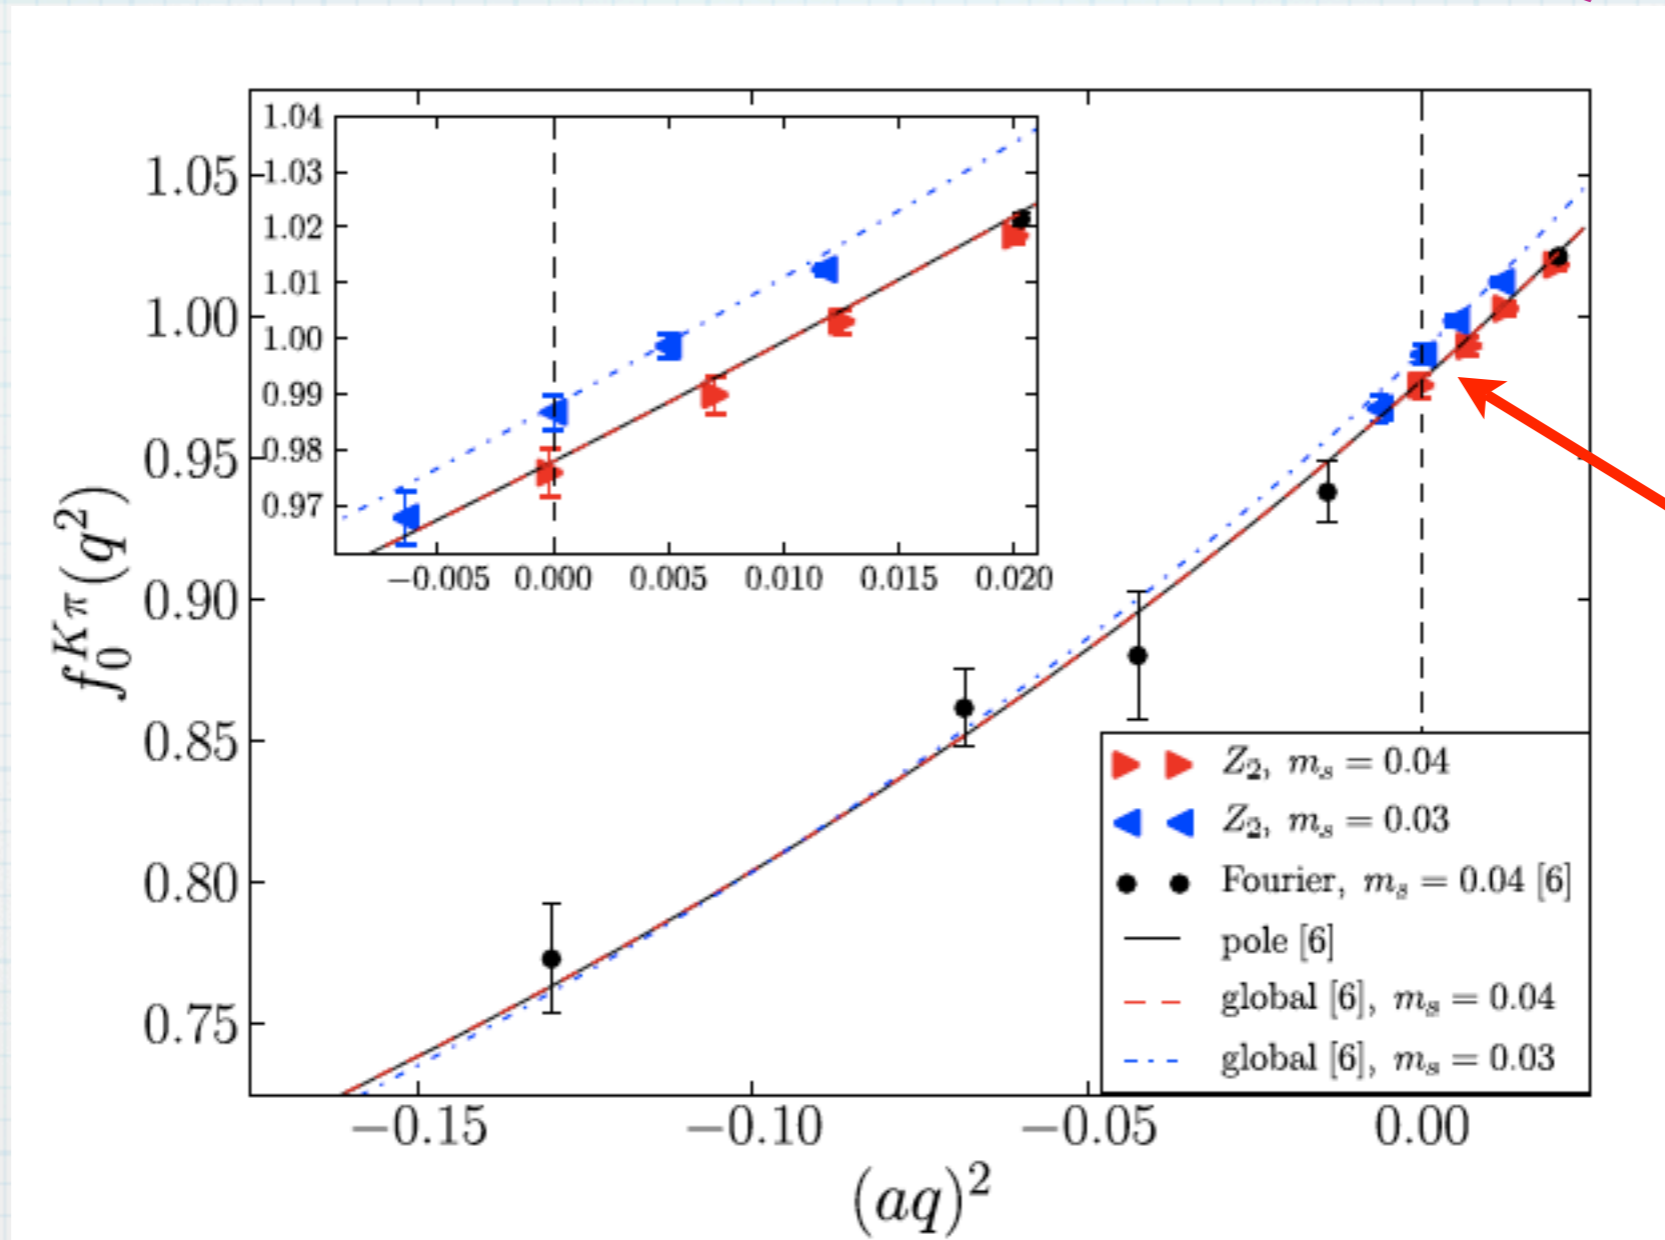 1.04
1.03
1.02
1.01
1.00
0.99
0.98
0.97
−0.005 0.000 0.005 0.010 0.015 0.020
1.05
1.00
0.95
0.90
0.85
0.80
0.75
f_0^{Kπ}(q^2)
Z_2, m_s = 0.04
Z_2, m_s = 0.03
Fourier, m_s = 0.04 [6]
pole [6]
global [6], m_s = 0.04
global [6], m_s = 0.03
−0.15 −0.10 −0.05 0.00
(aq)^2